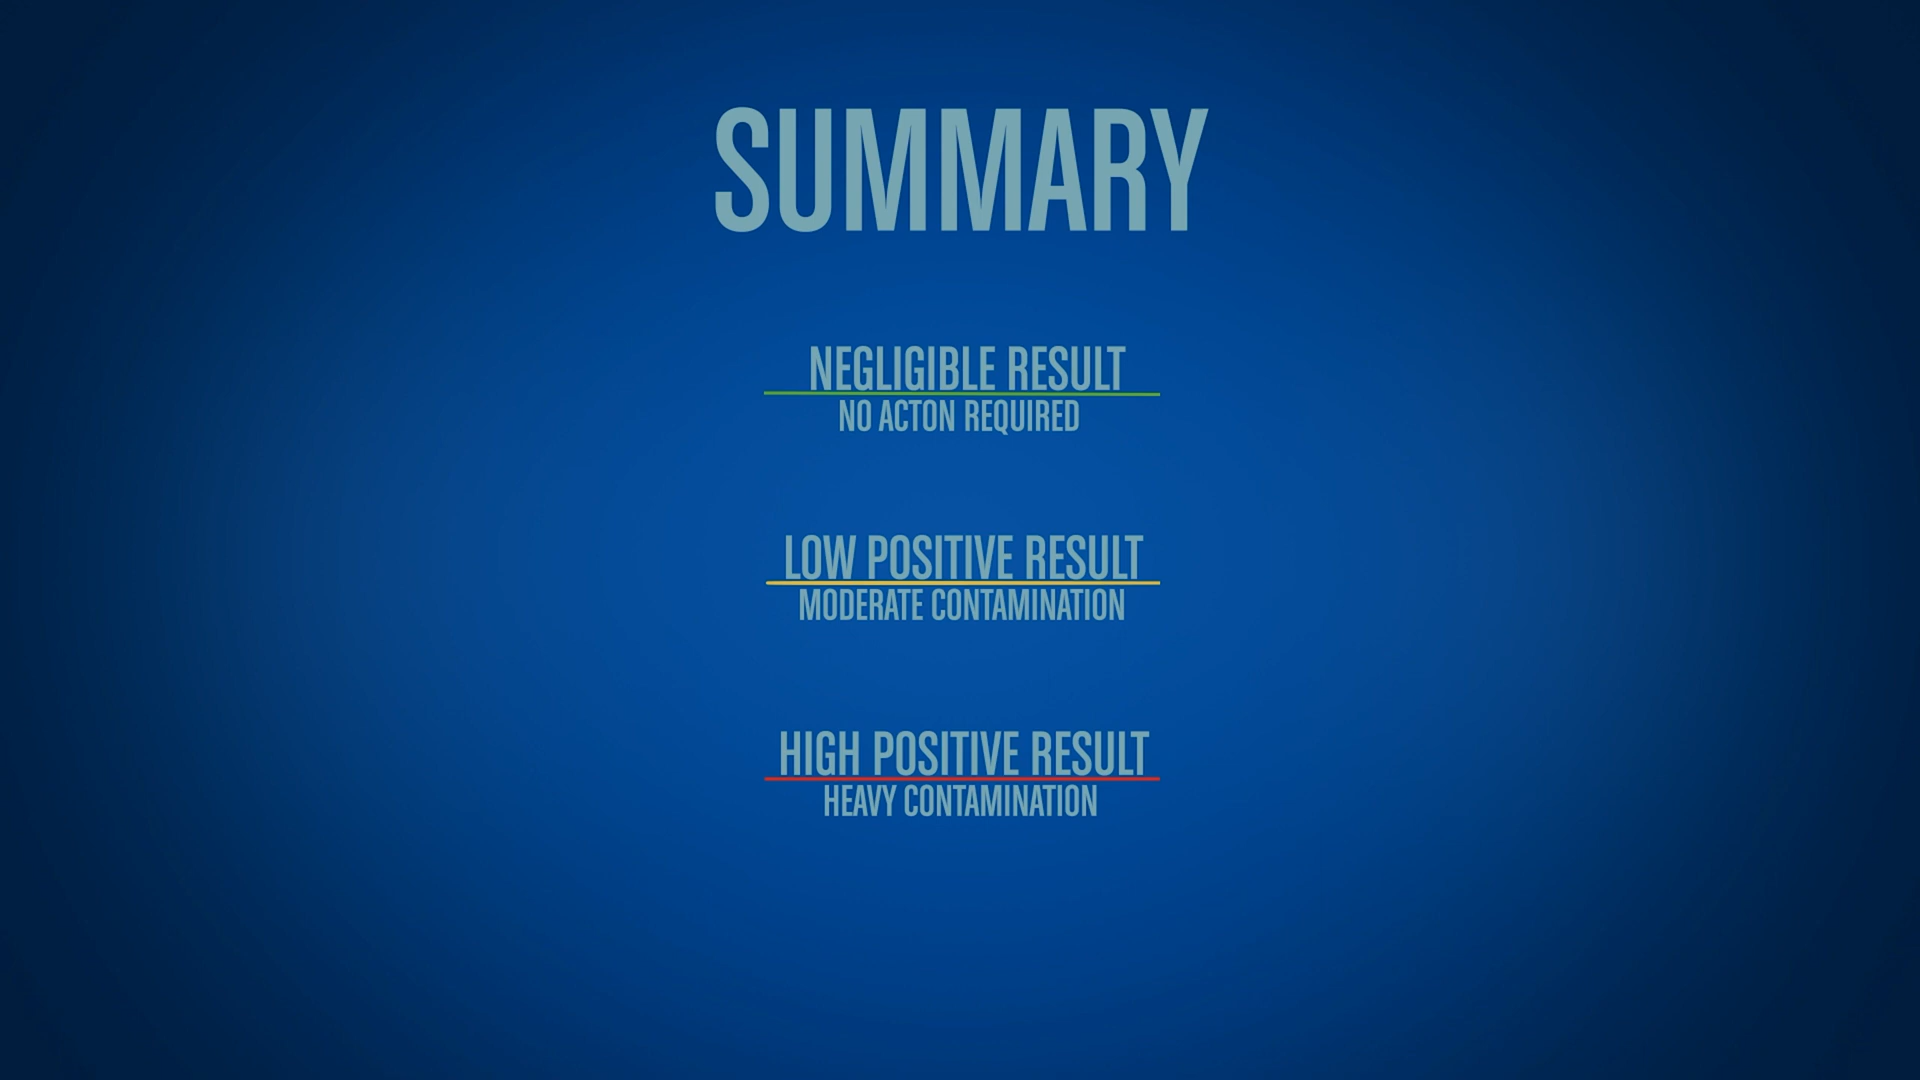 SUMMARY
NEGLIGIBLE RESULT
NO ACTON REQUIRED
LOW POSITIVE RESULT
MODERATE CONTAMINATION
HIGH POSITIVE RESULT
HEAVY CONTAMINATION